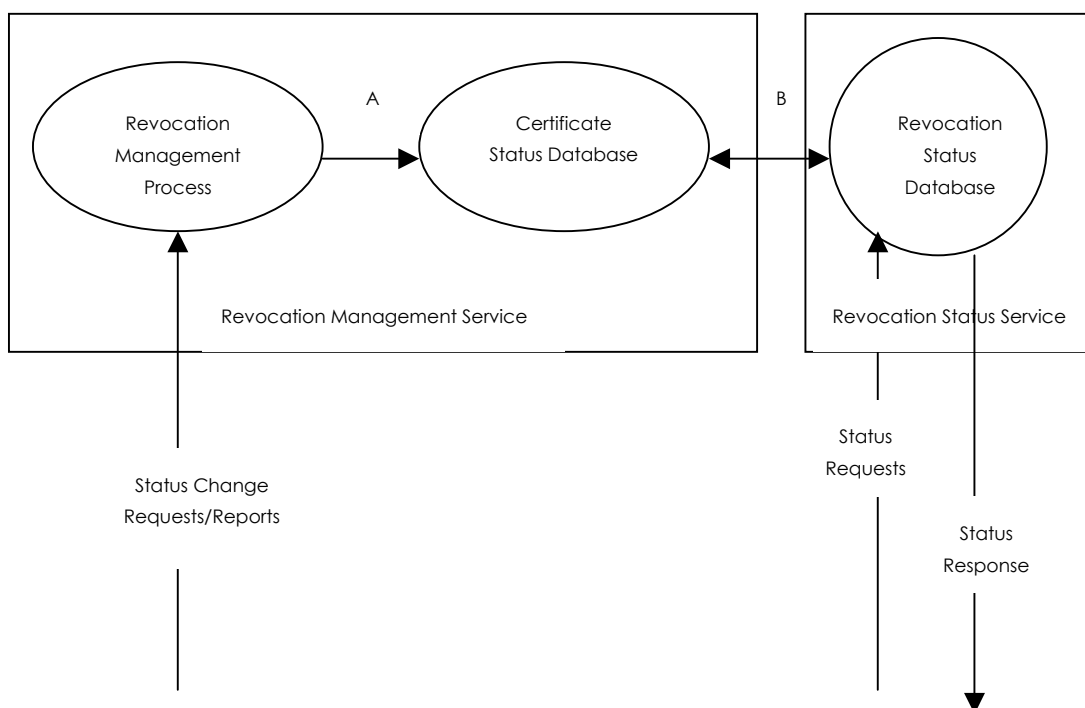 Revocation
Management
Process
A
Certificate
Status Database
B
Revocation
Status
Database
Revocation Management Service
Revocation Status Service
Status Change
Requests/Reports
Status
Requests
Status
Response